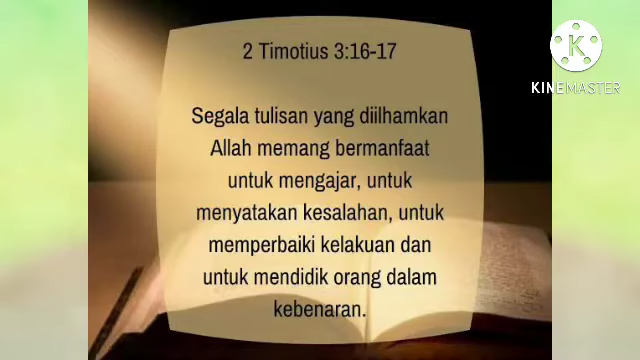 2 Timotius 3:16-17
Segala tulisan yang diilhamkan
Allah memang bermanfaat
untuk mengajar, untuk
menyatakan kesalahan, untuk
memperbaiki kelakuan dan
untuk mendidik orang dalam
kebenaran.
K
KINEMASTER